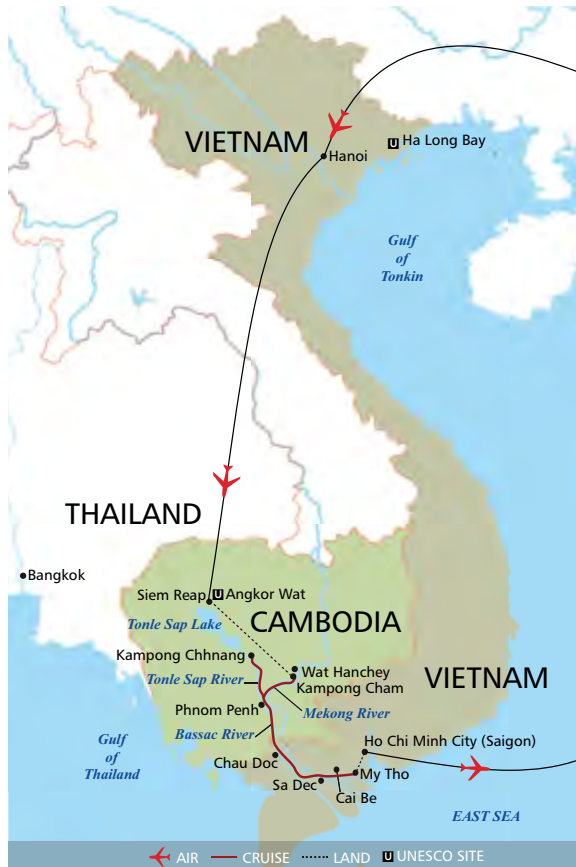 VIETNAM
U Ha Long Bay
Hanoi
Gulf
of
Tonkin
THAILAND
Bangkok
Siem Reap
U Angkor Wat
Tonle Sap Lake
CAMBODIA
Kampong Chhnang
Wat Hanchey
Tonle Sap River
Kampong Cham
VIETNAM
Phnom Penh
Mekong River
Bassac River
Gulf
of
Thailand
Ho Chi Minh City (Saigon)
Chau Doc
My Tho
Sa Dec
Cai Be
EAST SEA
AIR CRUISE LAND U UNESCO SITE